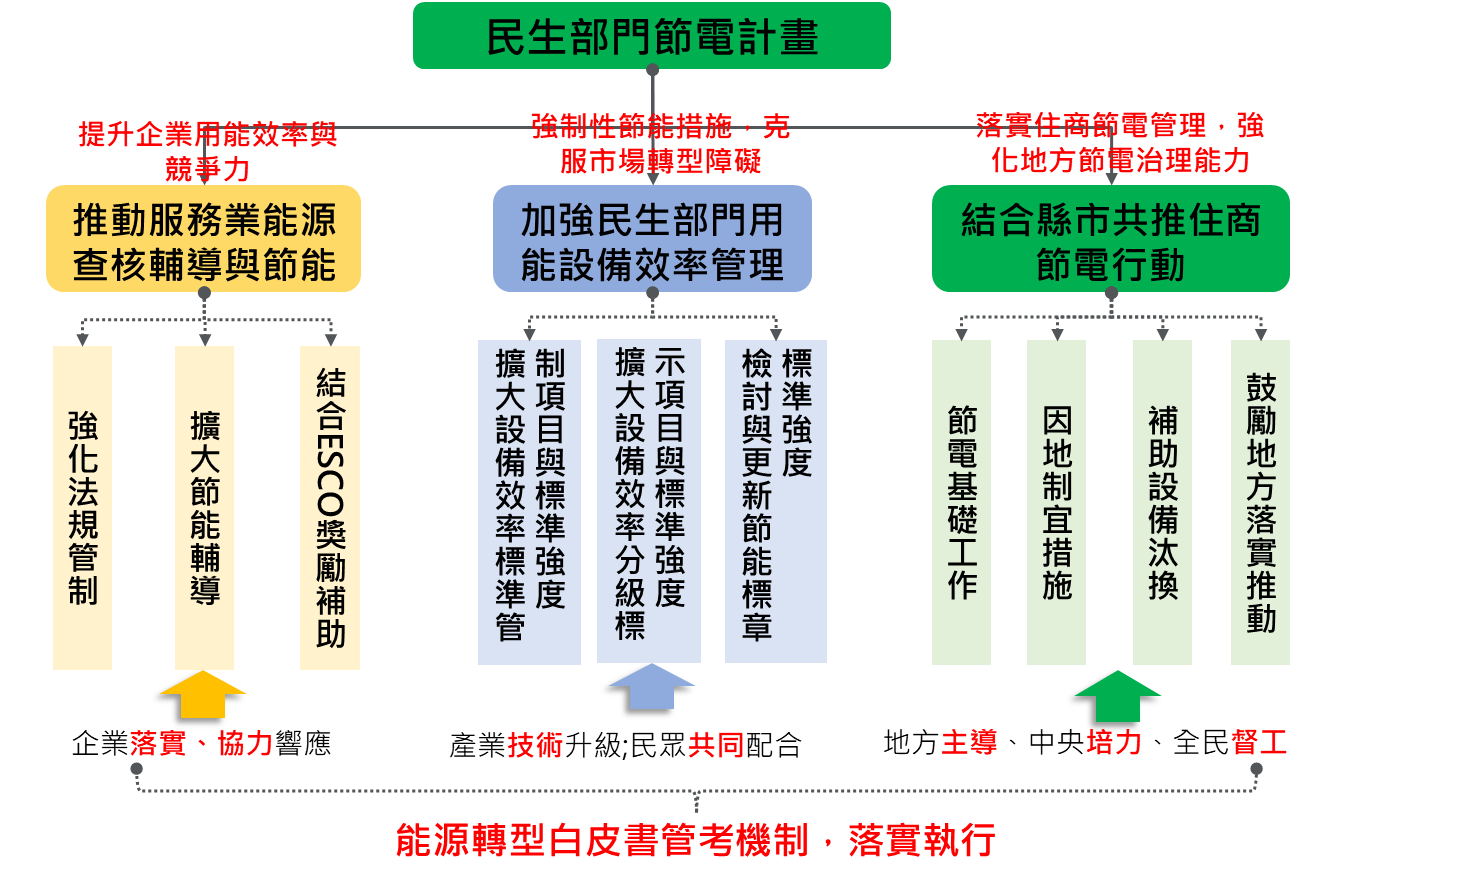 民生部門節電計畫
提升企業用能效率與
競爭力
強制性節能措施，克
服市場轉型障礙
落實住商節電管理，強
化地方節電治理能力
推動服務業能源
查核輔導與節能
加強民生部門用
能設備效率管理
結合縣市共推住商
節電行動
強化法規管制
擴大節能輔導
結合ESCO獎勵補助
擴大設備效率標準管
制項目與標準強度
擴大設備效率分級標
示項目與標準強度
檢討與更新節能標章
標準強度
節電基礎工作
因地制宜措施
補助設備汰換
鼓勵地方落實推動
企業落實、協力響應
產業技術升級;民眾共同配合
地方主導、中央培力、全民督工
能源轉型白皮書管考機制，落實執行